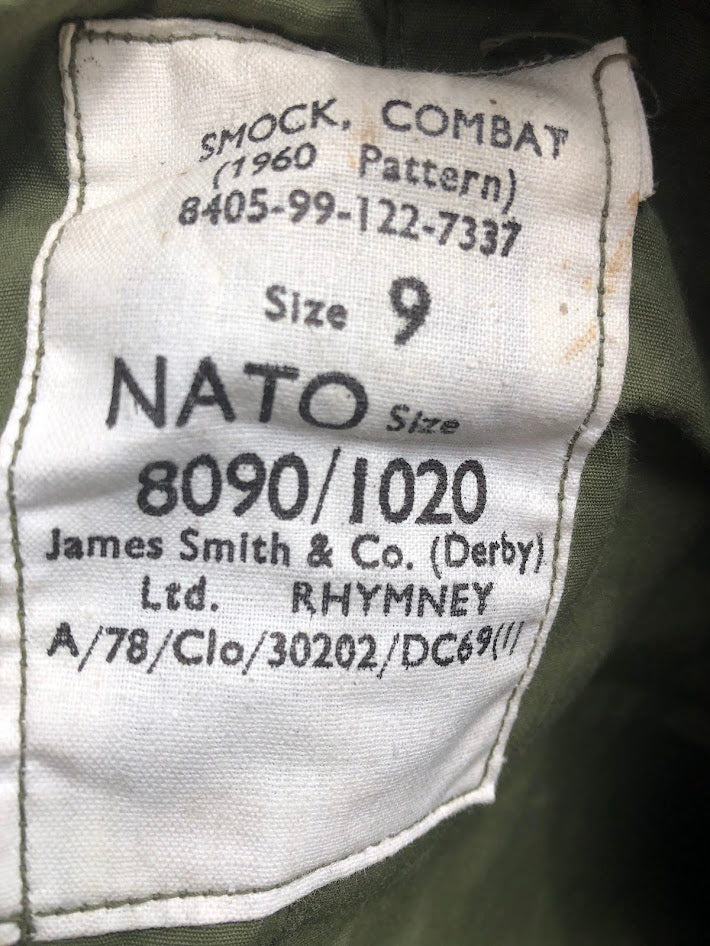 SMOCK, COMBAT
(1960 Pattern)
8405-99-122-7337
Size 9
NATO Size
8090/1020
James Smith & Co. (Derby)
Ltd. RHYMNEY
A/78/Clo/30202/DC69(1)